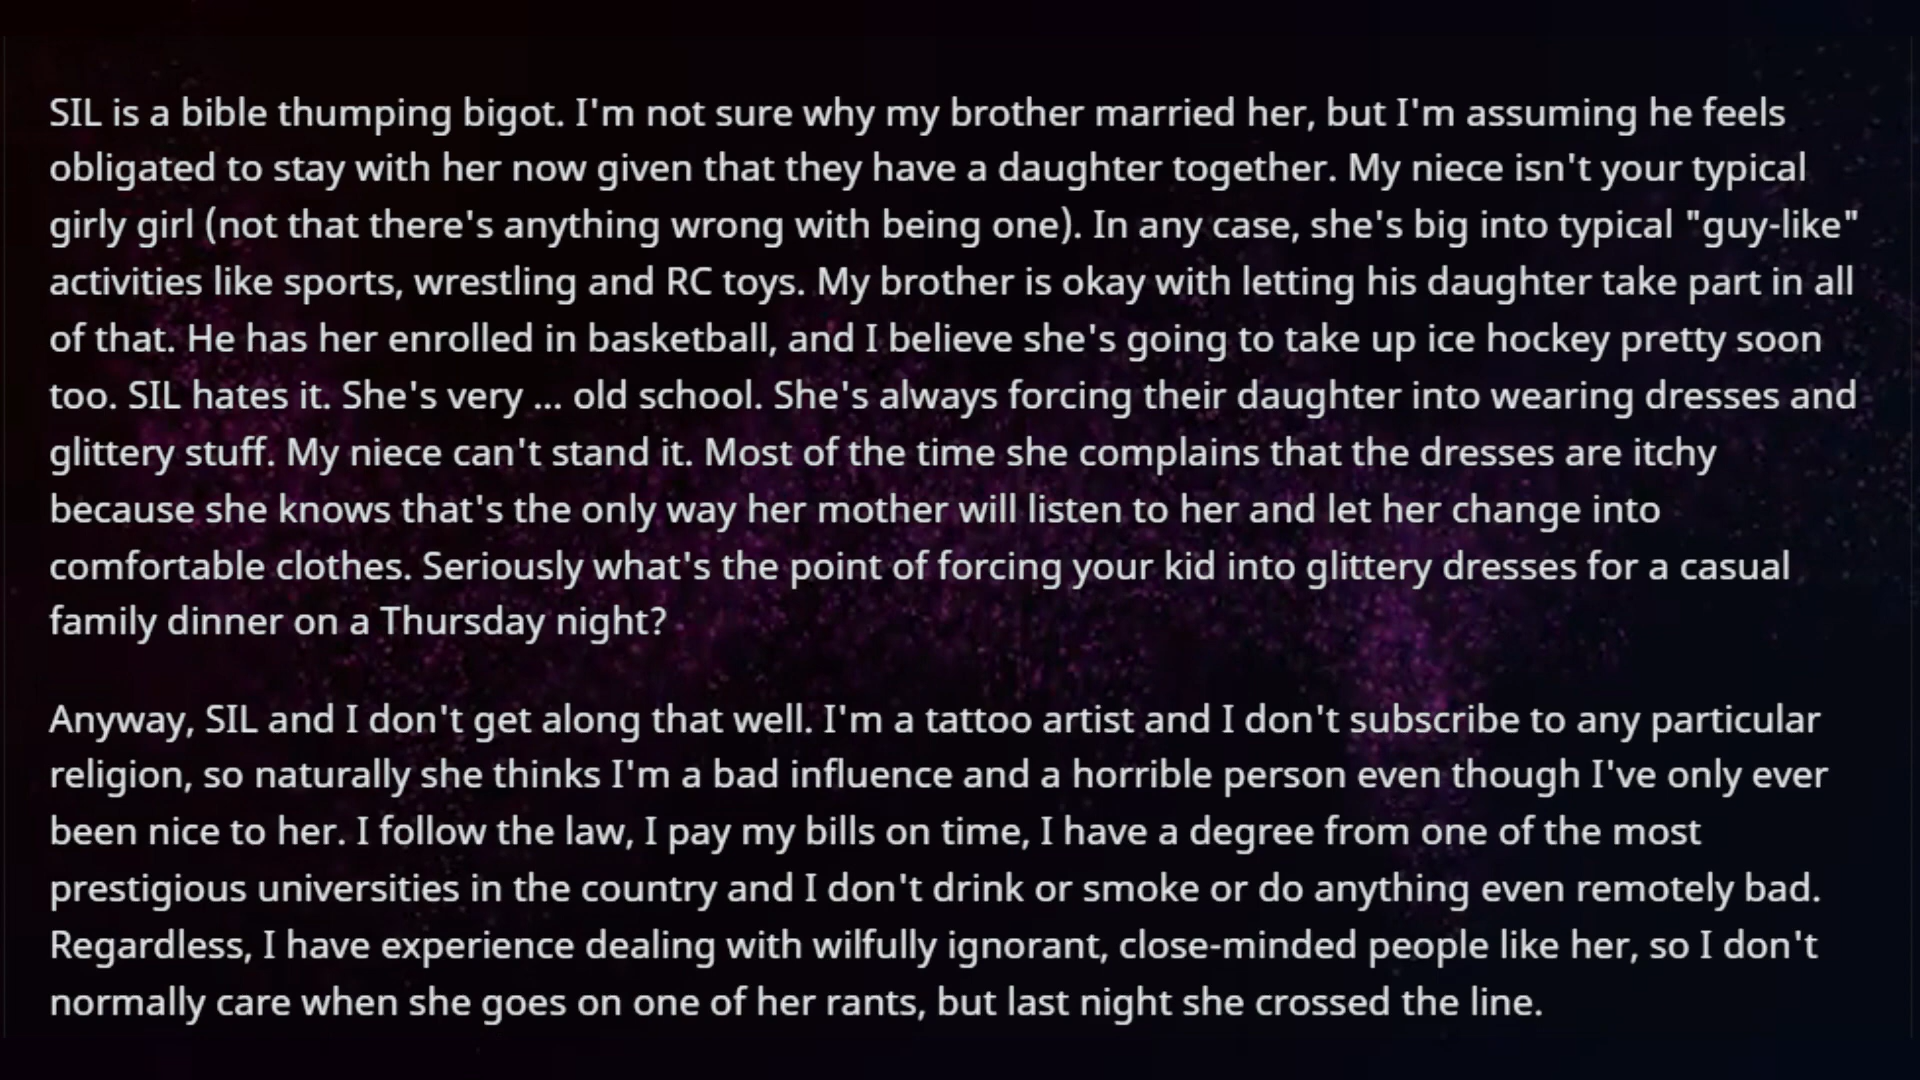 SIL is a bible thumping bigot. I'm not sure why my brother married her, but I'm assuming he feels
obligated to stay with her now given that they have a daughter together. My niece isn't your typical
girly girl (not that there's anything wrong with being one). In any case, she's big into typical "guy-like"
activities like sports, wrestling and RC toys. My brother is okay with letting his daughter take part in all
of that. He has her enrolled in basketball, and I believe she's going to take up ice hockey pretty soon
too. SIL hates it. She's very ... old school. She's always forcing their daughter into wearing dresses and
glittery stuff. My niece can't stand it. Most of the time she complains that the dresses are itchy
because she knows that's the only way her mother will listen to her and let her change into
comfortable clothes. Seriously what's the point of forcing your kid into glittery dresses for a casual
family dinner on a Thursday night?
Anyway, SIL and I don't get along that well. I'm a tattoo artist and I don't subscribe to any particular
religion, so naturally she thinks I'm a bad influence and a horrible person even though I've only ever
been nice to her. I follow the law, I pay my bills on time, I have a degree from one of the most
prestigious universities in the country and I don't drink or smoke or do anything even remotely bad.
Regardless, I have experience dealing with wilfully ignorant, close-minded people like her, so I don't
normally care when she goes on one of her rants, but last night she crossed the line.